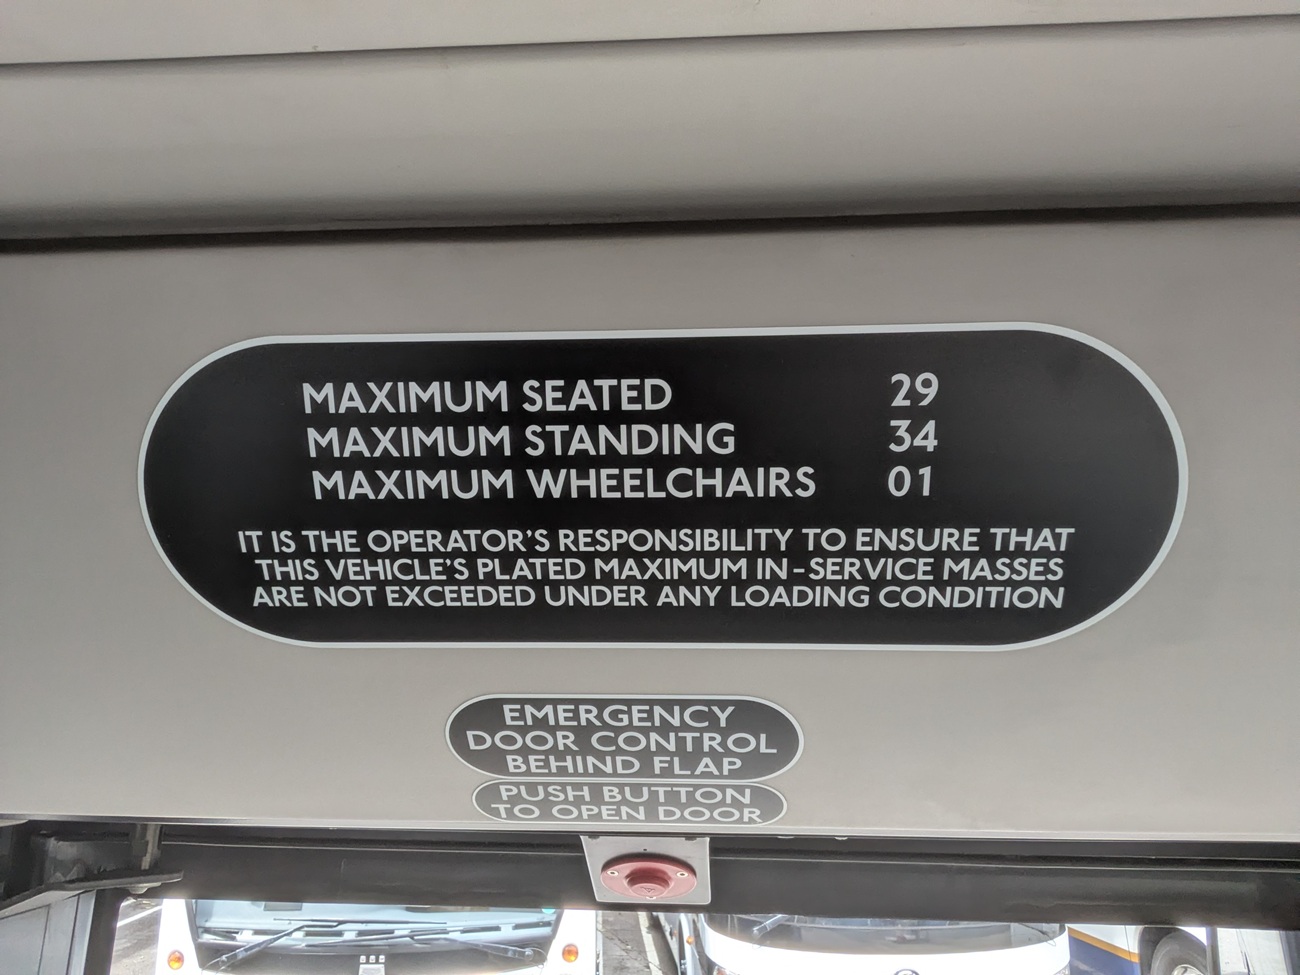 MAXIMUM SEATED 29
MAXIMUM STANDING 34
MAXIMUM WHEELCHAIRS 01
IT IS THE OPERATOR'S RESPONSIBILITY TO ENSURE THAT
THIS VEHICLE'S PLATED MAXIMUM IN-SERVICE MASSES
ARE NOT EXCEEDED UNDER ANY LOADING CONDITION
EMERGENCY
DOOR CONTROL
BEHIND FLAP
PUSH BUTTON
TO OPEN DOOR